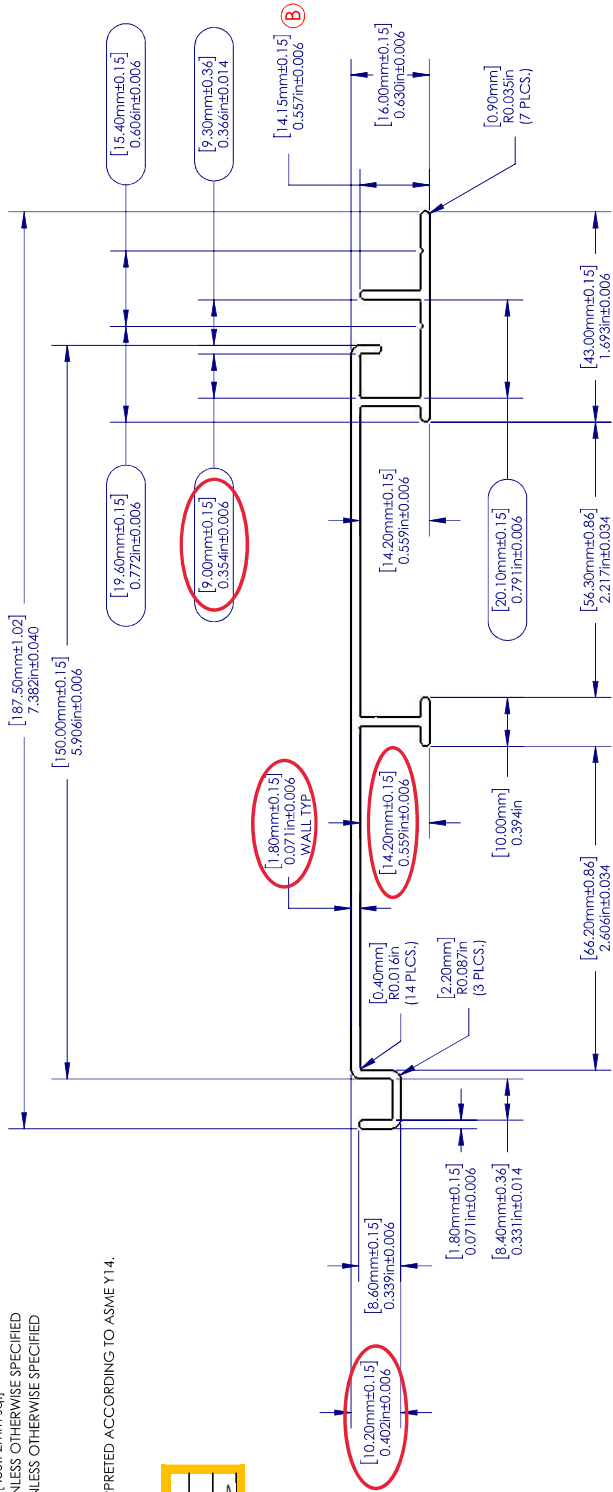 NLESS OTHERWISE SPECIFIED
NLESS OTHERWISE SPECIFIED
PRETED ACCORDING TO ASME Y14.
[187.50mm±1.02]
7.382in±0.040
[150.00mm±0.15]
5.906in±0.006
[19.60mm±0.15]
0.772in±0.006
[15.40mm±0.15]
0.606in±0.006
[9.00mm±0.15]
0.354in±0.006
[9.30mm±0.36]
0.366in±0.014
[1.80mm±0.15]
0.071in±0.006
WALL TYP
[14.15mm±0.15]
0.557in±0.006
B
[10.20mm±0.15]
0.402in±0.006
[8.60mm±0.15]
0.339in±0.006
[0.40mm]
R0.016in
(14 PLCS.)
[14.20mm±0.15]
0.559in±0.006
[14.20mm±0.15]
0.559in±0.006
[16.00mm±0.15]
0.630in±0.006
[1.80mm±0.15]
0.071in±0.006
[2.20mm]
R0.087in
(3 PLCS.)
[8.40mm±0.36]
0.331in±0.014
[10.00mm]
0.394in
[20.10mm±0.15]
0.791in±0.006
[0.90mm]
R0.035in
(7 PLCS.)
[66.20mm±0.86]
2.606in±0.034
[56.30mm±0.86]
2.217in±0.034
[43.00mm±0.15]
1.693in±0.006